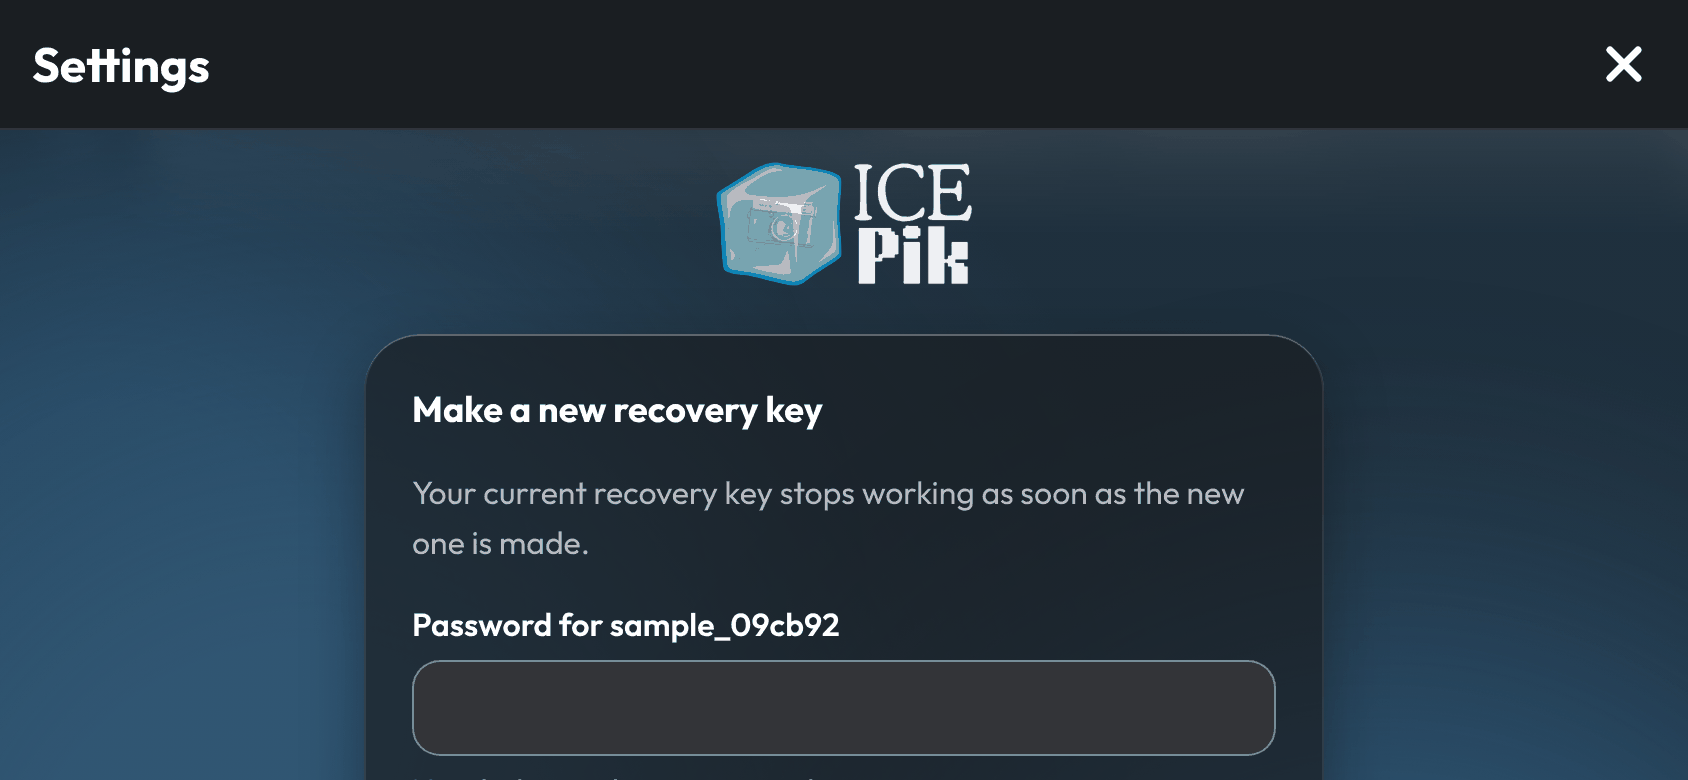 Settings
ICE
Pik
Make a new recovery key
Your current recovery key stops working as soon as the new
one is made.
Password for sample_09cb92